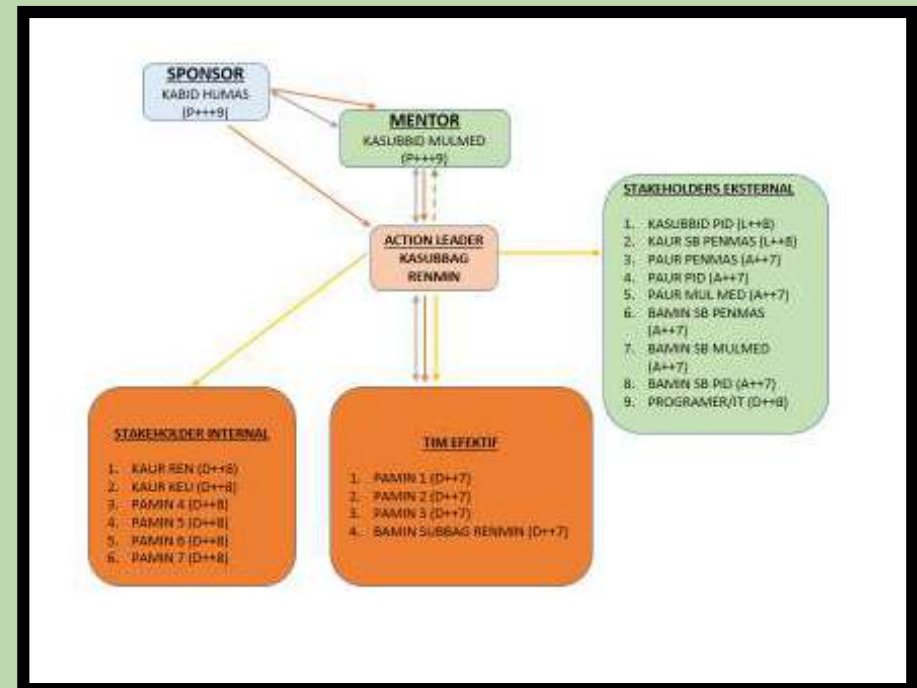 SPONSOR
KABID HUMAS
(P+++9)
MENTOR
KASUBBID MULMED
(P+++9)
ACTION LEADER
KASUBBAG
RENMIN
STAKEHOLDERS EKSTERNAL
1. KASUBBID PID (L++8)
2. KAUR SB PENMAS (L++8)
3. PAUR PENMAS (A++7)
4. PAUR PID (A++7)
5. PAUR MUL MED (A++7)
6. BAMIN SB PENMAS
(A++7)
7. BAMIN SB MULMED
(A++7)
8. BAMIN SB PID (A++7)
9. PROGRAMER/IT (D++8)
STAKEHOLDER INTERNAL
1. KAUR REN (D++8)
2. KAUR KEU (D++8)
3. PAMIN 4 (D++8)
4. PAMIN 5 (D++8)
5. PAMIN 6 (D++8)
6. PAMIN 7 (D++8)
TIM EFEKTIF
1. PAMIN 1 (D++7)
2. PAMIN 2 (D++7)
3. PAMIN 3 (D++7)
4. BAMIN SUBBAG RENMIN (D++7)